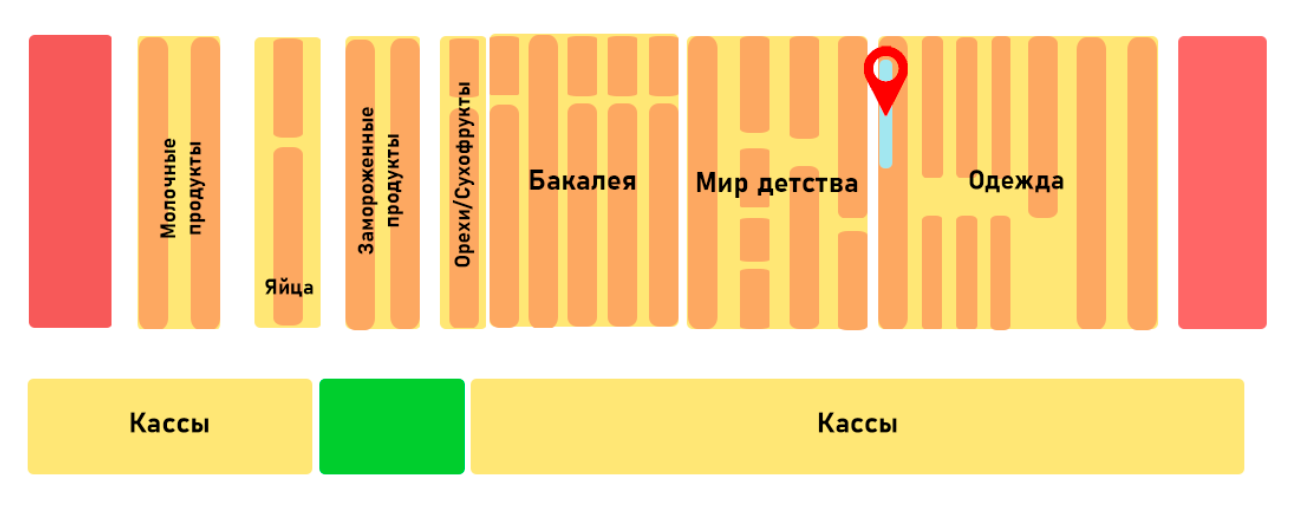 Молочные
продукты
Яйца
Замороженные
продукты
Орехи/Сухофрукты
Бакалея
Мир детства
Одежда
Кассы
Кассы